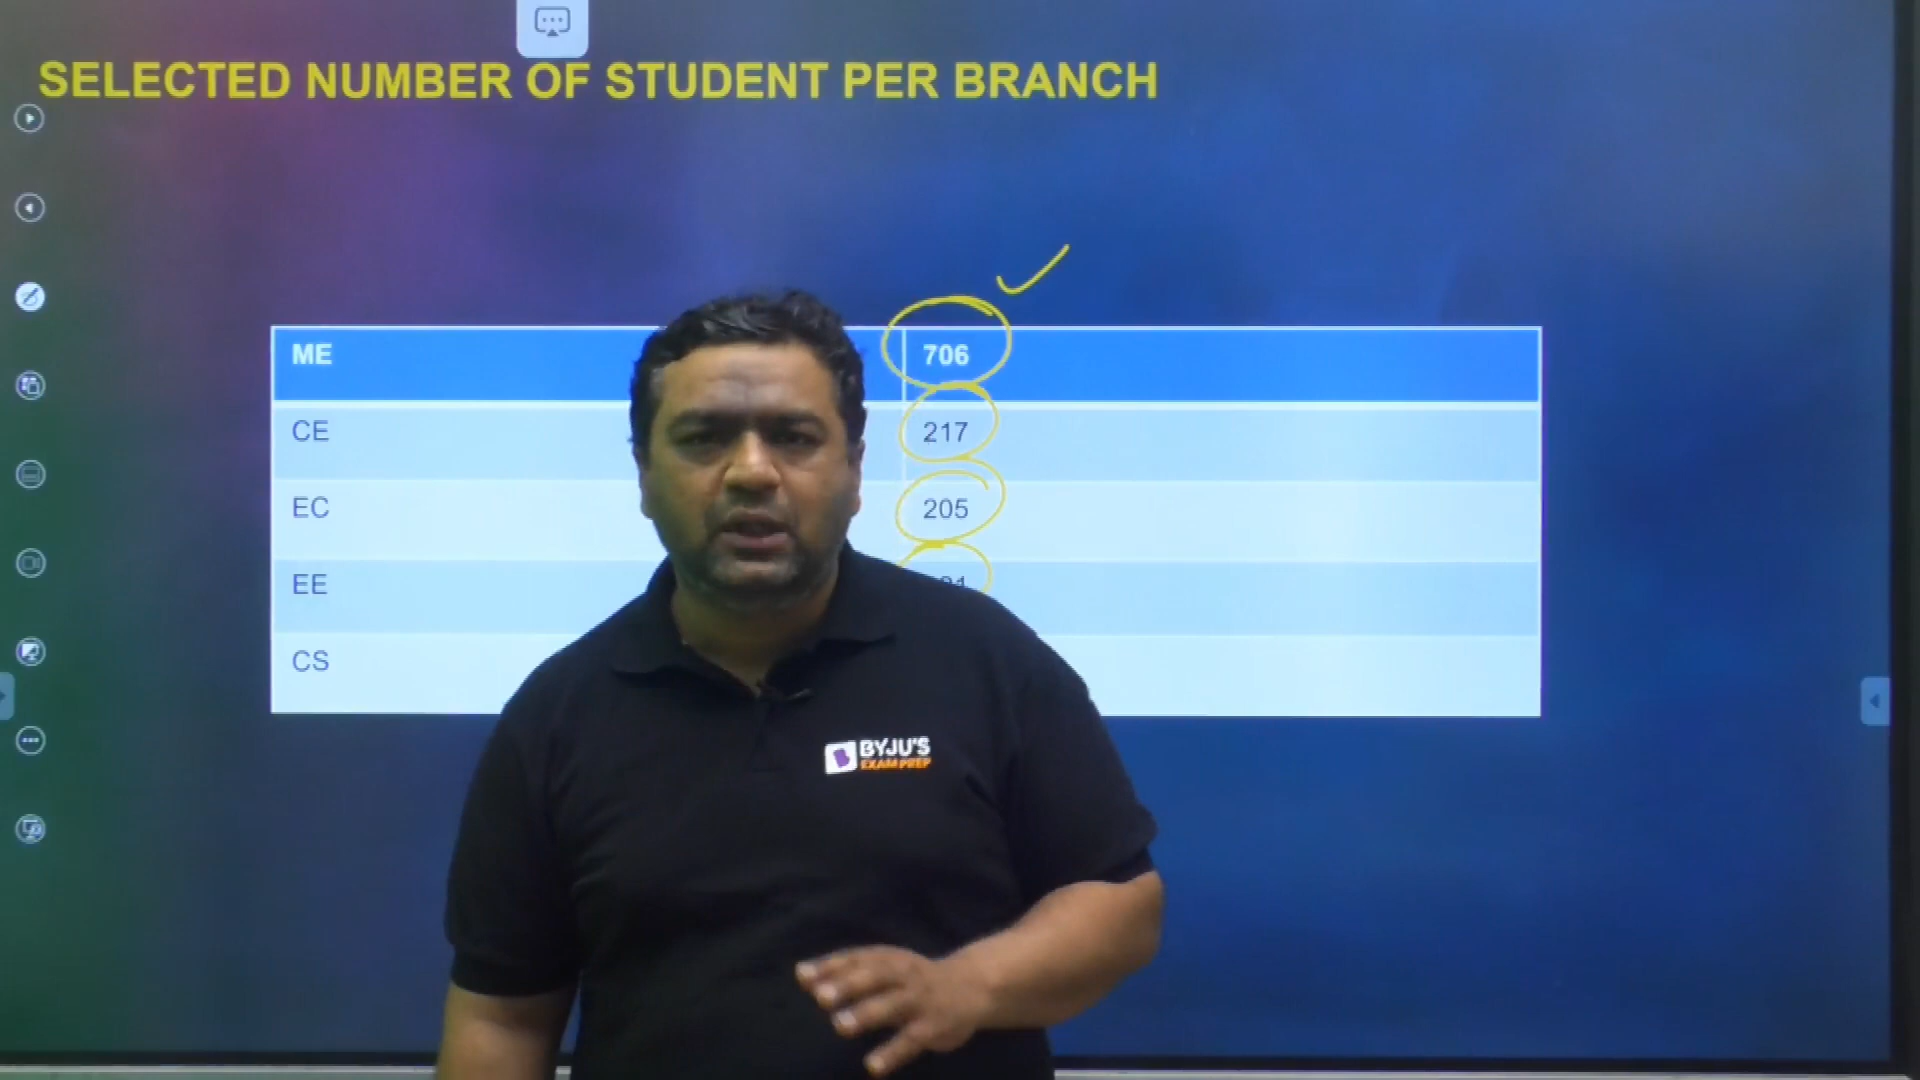 SELECTED NUMBER OF STUDENT PER BRANCH
ME 706
CE 217
EC 205
EE
CS
BYJU'S
EXAM PREP